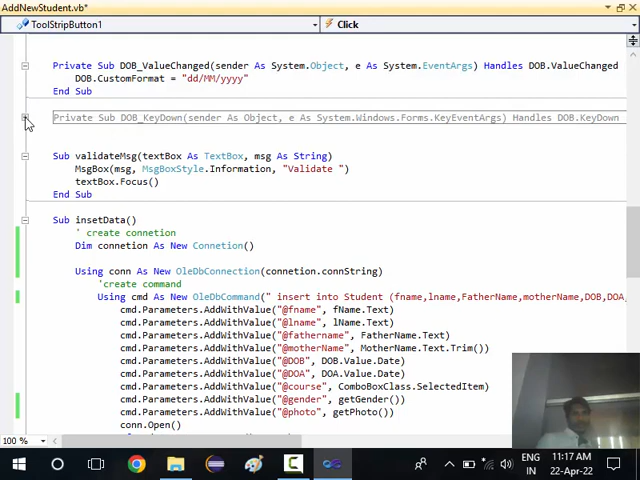 AddNewStudent.vb*
ToolStripButton1
Click
Private Sub DOB_ValueChanged(sender As System.Object, e As System.EventArgs) Handles DOB.ValueChanged
DOB.CustomFormat = "dd/MM/yyyy"
End Sub
Private Sub DOB_KeyDown(sender As Object, e As System.Windows.Forms.KeyEventArgs) Handles DOB.KeyDown
Sub validateMsg(textBox As TextBox, msg As String)
MsgBox(msg, MsgBoxStyle.Information, "Validate ")
textBox.Focus()
End Sub
Sub insetData()
' create connetion
Dim connetion As New Connetion()
Using conn As New OleDbConnection(connetion.connString)
'create command
Using cmd As New OleDbCommand(" insert into Student (fname,lname,FatherName,motherName,DOB,DOA,
cmd.Parameters.AddWithValue("@fname", fName.Text)
cmd.Parameters.AddWithValue("@lname", lName.Text)
cmd.Parameters.AddWithValue("@fathername", FatherName.Text)
cmd.Parameters.AddWithValue("@motherName", MotherName.Text.Trim())
cmd.Parameters.AddWithValue("@DOB", DOB.Value.Date)
cmd.Parameters.AddWithValue("@DOA", DOA.Value.Date)
cmd.Parameters.AddWithValue("@course", ComboBoxClass.SelectedItem)
cmd.Parameters.AddWithValue("@gender", getGender())
cmd.Parameters.AddWithValue("@photo", getPhoto())
conn.Open()
100 %
ENG
IN
11:17 AM
22-Apr-22